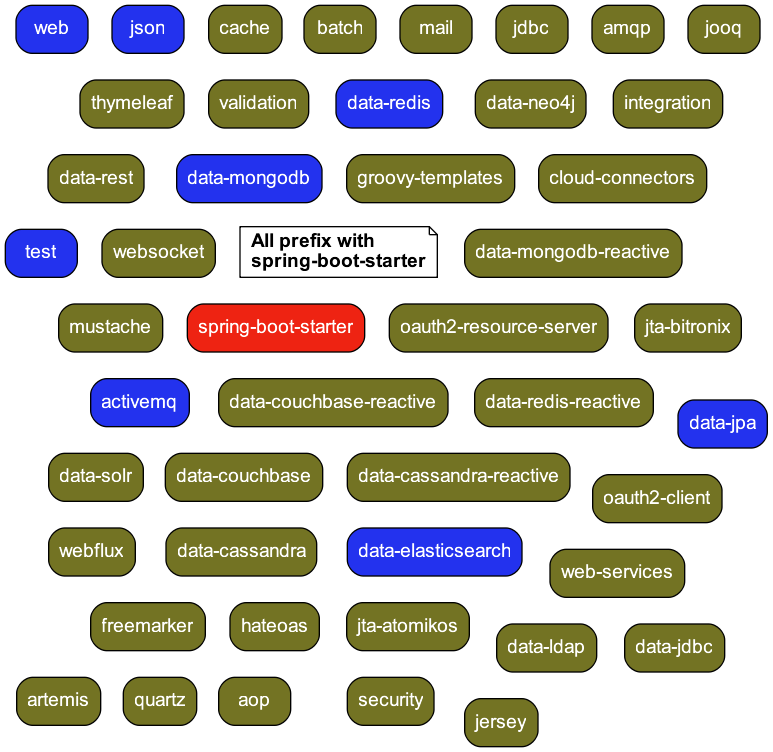 web
json
cache
batch
mail
jdbc
amqp
jooq
thymeleaf
validation
data-redis
data-neo4j
integration
data-rest
data-mongodb
groovy-templates
cloud-connectors
test
websocket
All prefix with
spring-boot-starter
data-mongodb-reactive
mustache
spring-boot-starter
oauth2-resource-server
jta-bitronix
activemq
data-couchbase-reactive
data-redis-reactive
data-jpa
data-solr
data-couchbase
data-cassandra-reactive
oauth2-client
webflux
data-cassandra
data-elasticsearch
web-services
freemarker
hateoas
jta-atomikos
data-ldap
data-jdbc
artemis
quartz
aop
security
jersey